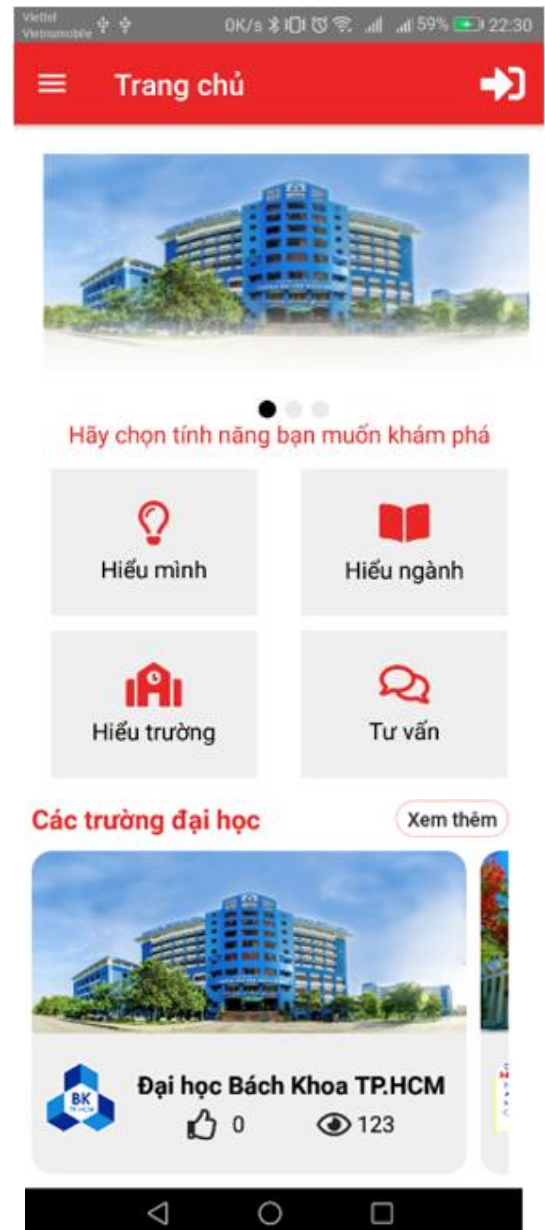 Viettel
Vietnamobile
0K/s 59% 22:30
Trang chủ
Hãy chọn tính năng bạn muốn khám phá
Hiểu mình
Hiểu ngành
Hiểu trường
Tư vấn
Các trường đại học
Xem thêm
BK
TP.HCM
Đại học Bách Khoa TP.HCM
0 123